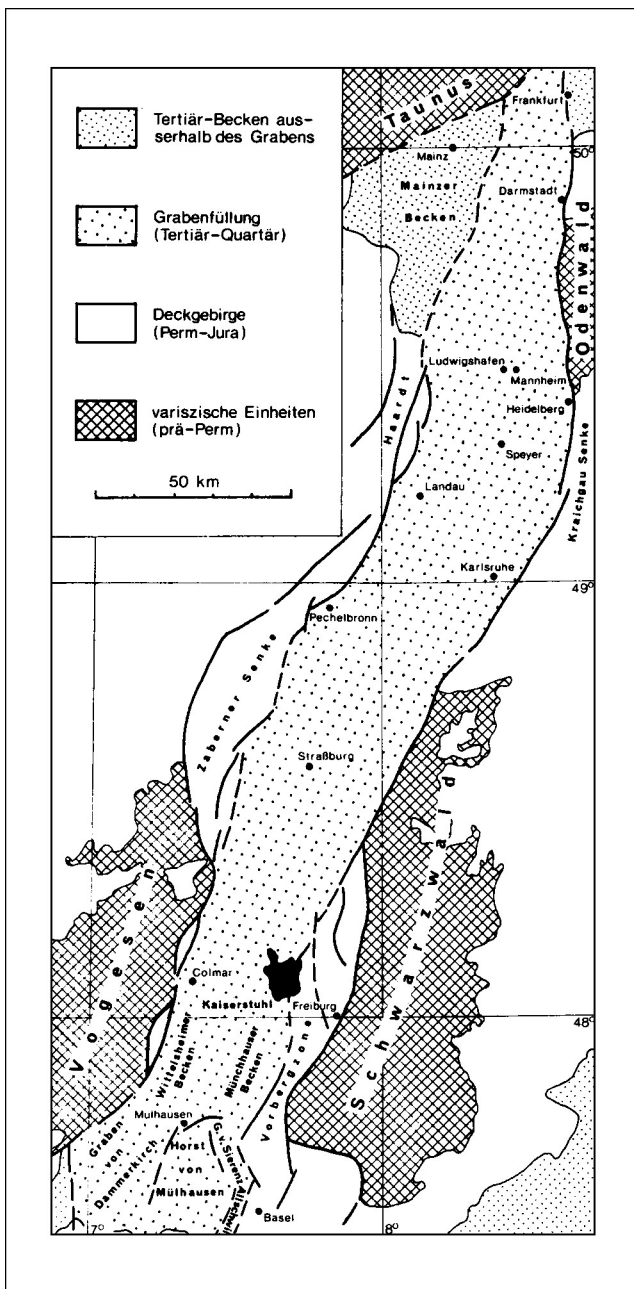 Tertiär-Becken aus-
serhalb des Grabens
Grabenfüllung
(Tertiär-Quartär)
Deckgebirge
(Perm-Jura)
variszische Einheiten
(prä-Perm)
50 km
Taunus
Frankfurt
50°
Mainz
Mainzer
Becken
Darmstadt
Odenwald
Ludwigshafen
Mannheim
Haardt
Heidelberg
Speyer
Kraichgau Senke
Landau
Karlsruhe
49°
Pechelbronn
Zaberner Senke
Straßburg
Schwarzwald
Vogesen
Colmar
Kaiserstuhl
Freiburg
48°
Wittelsheimer
Becken
Münchhauser
Becken
Vorbergzone
Mulhausen
Graben
von
Dammerkirch
Horst
von
Mülhausen
G.v.Sierenz
Allschwil
Basel
7°
8°